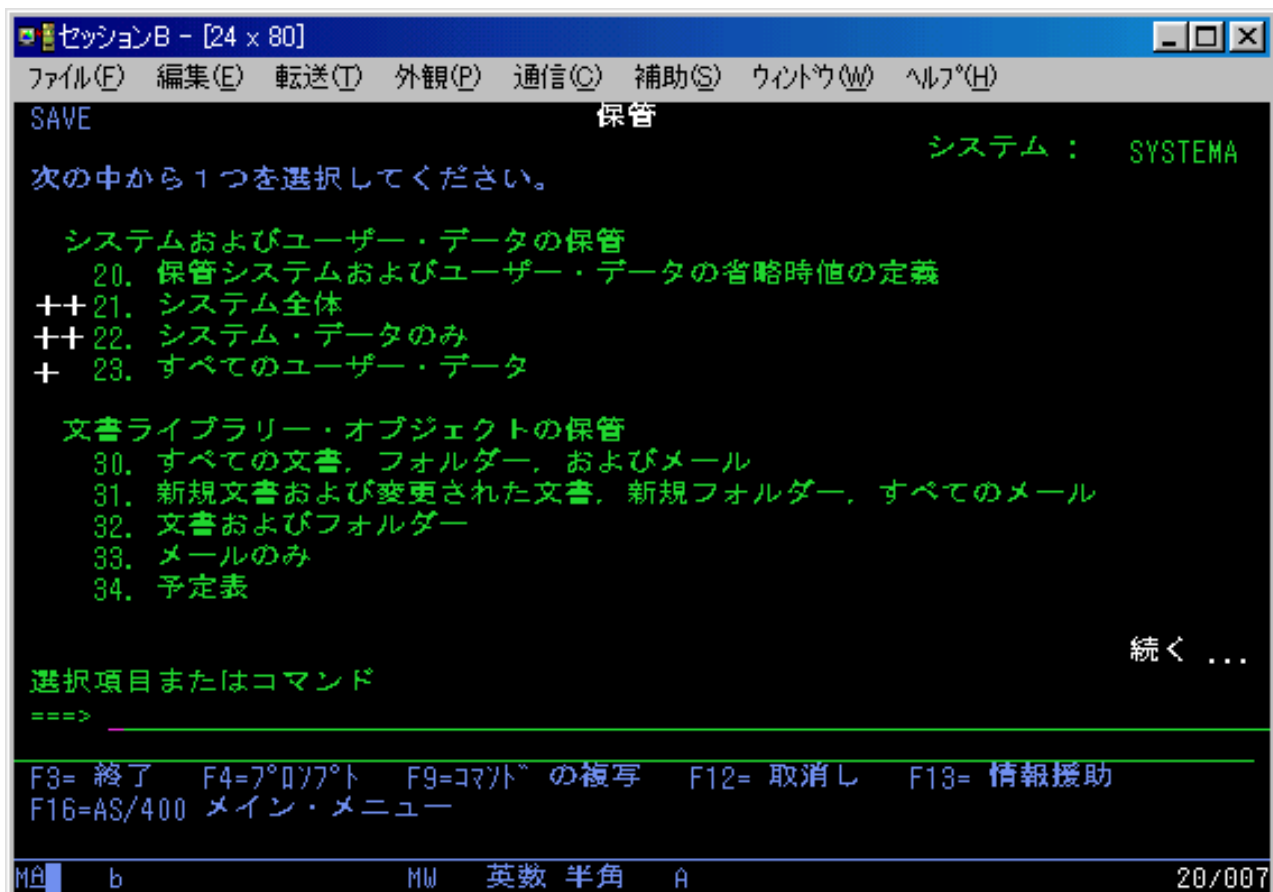 セッションB - [24 x 80]
ファイル(F) 編集(E) 転送(T) 外観(P) 通信(C) 補助(S) ウィンドウ(W) ヘルプ(H)
SAVE 保管
システム : SYSTEMA
次の中から1つを選択してください。
システムおよびユーザー・データの保管
20. 保管システムおよびユーザー・データの省略時値の定義
++ 21. システム全体
++ 22. システム・データのみ
+ 23. すべてのユーザー・データ
文書ライブラリー・オブジェクトの保管
30. すべての文書, フォルダー, およびメール
31. 新規文書および変更された文書, 新規フォルダー, すべてのメール
32. 文書およびフォルダー
33. メールのみ
34. 予定表
続く ...
選択項目またはコマンド
===>
F3= 終了 F4=プロンプト F9=コマンド の複写 F12= 取消し F13= 情報援助
F16=AS/400 メイン・メニュー
MA b MW 英数 半角 A 20/007